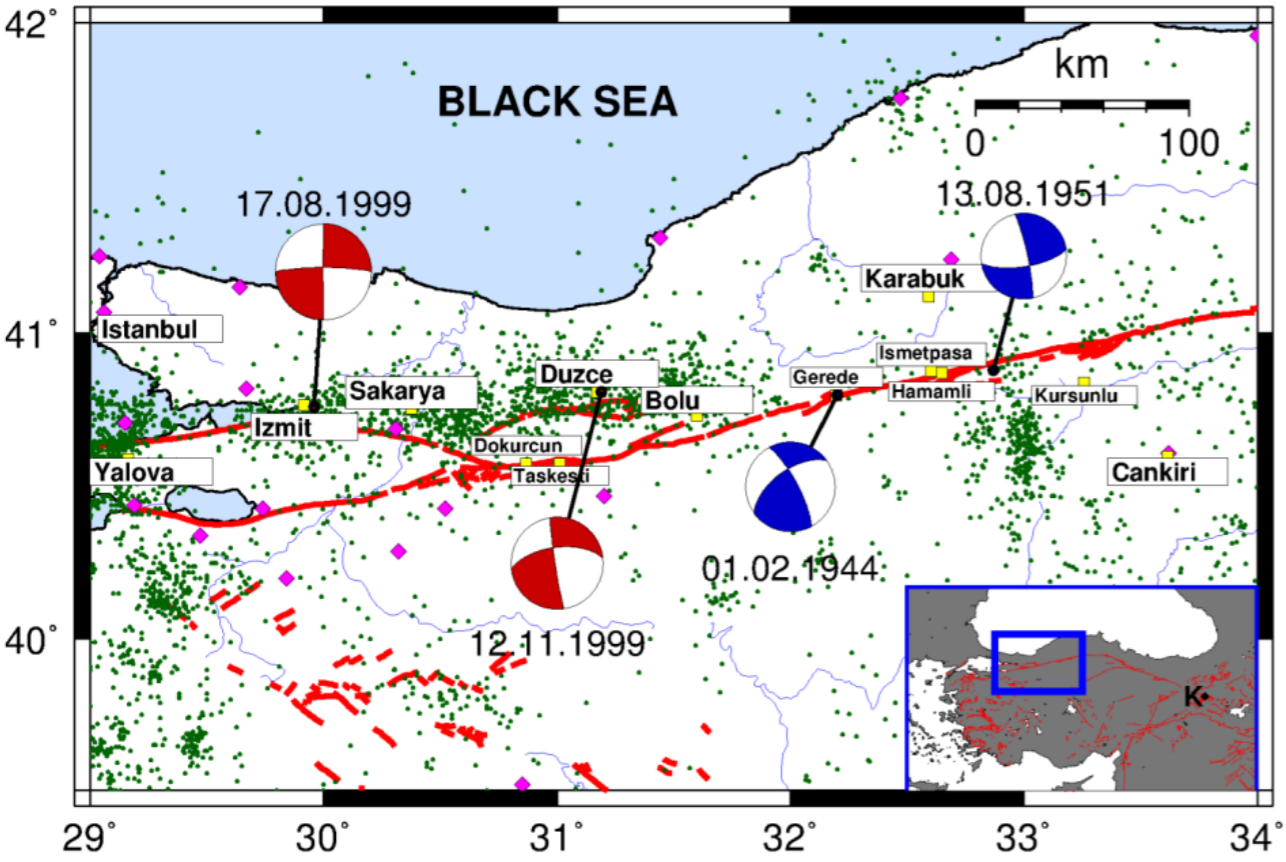 42°
BLACK SEA
km
0 100
17.08.1999
13.08.1951
Karabuk
41°
Istanbul
Ismetpasa
Duzce
Gerede
Sakarya
Hamamli
Kursunlu
Bolu
Izmit
Dokurcun
Yalova
Taskesti
Cankiri
01.02.1944
40°
12.11.1999
K
29° 30° 31° 32° 33° 34°